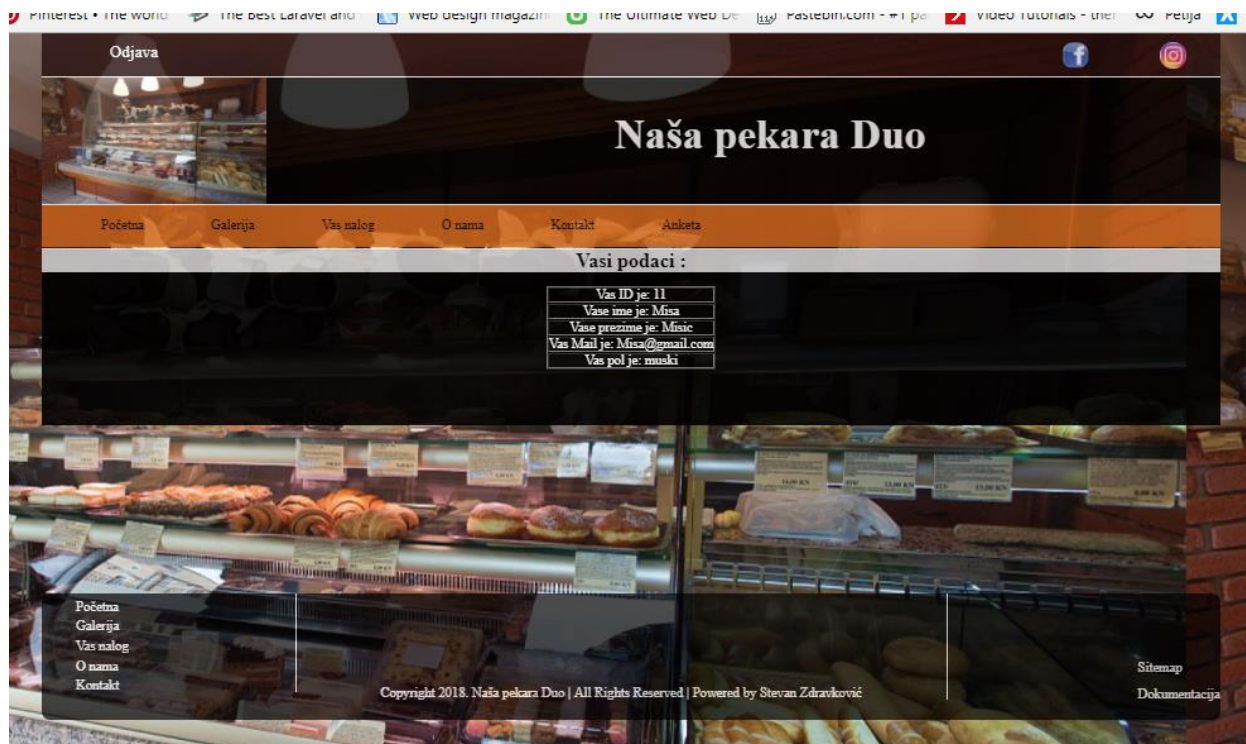 Pinterest • The world
The Best Laravel and
Web design magazin
The Ultimate Web De
Pastebin.com - #1 pa
Video Tutorials - ther
Petlja
Odjava
Naša pekara Duo
Početna Galerija Vas nalog O nama Kontakt Anketa
Vasi podaci :
Vas ID je: 11
Vase ime je: Misa
Vase prezime je: Misic
Vas Mail je: Misa@gmail.com
Vas pol je: muski
Početna
Galerija
Vas nalog
O nama
Kontakt
Copyright 2018. Naša pekara Duo | All Rights Reserved | Powered by Stevan Zdravković
Sitemap
Dokumentacija